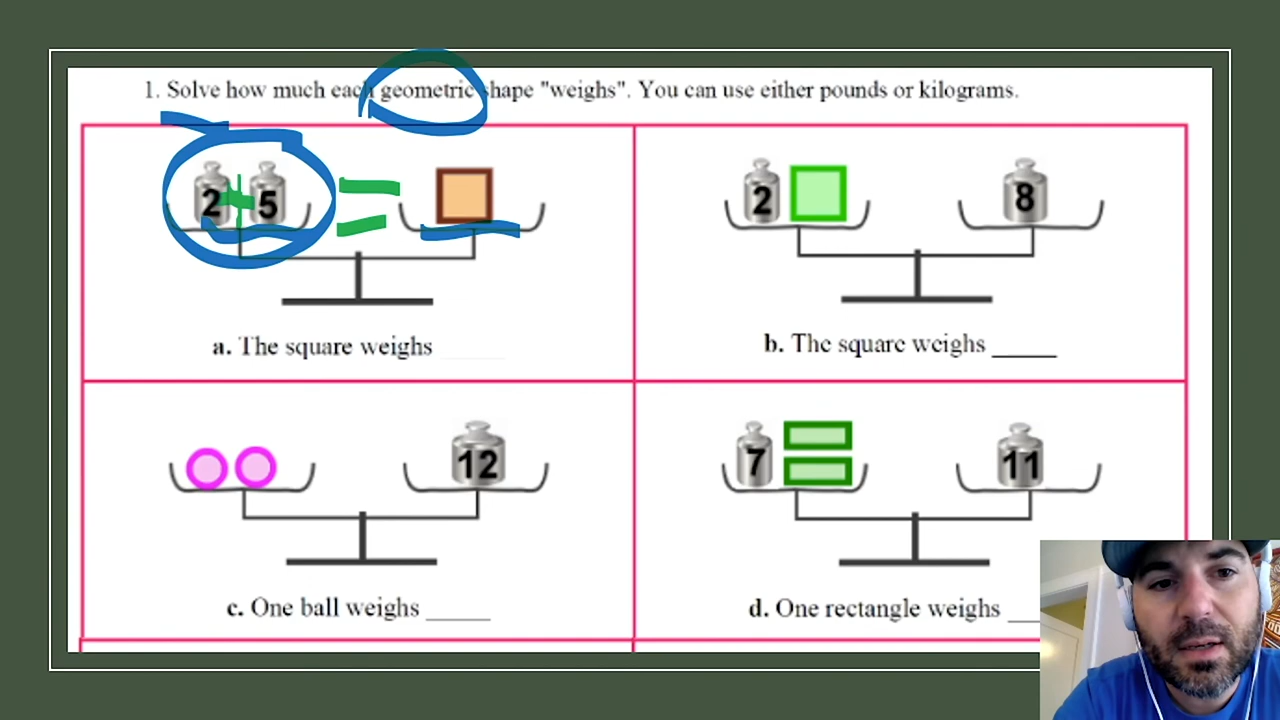 1. Solve how much each geometric shape "weighs". You can use either pounds or kilograms.
2 + 5 =
2
8
a. The square weighs
b. The square weighs _____
12
7
11
c. One ball weighs _____
d. One rectangle weighs ___